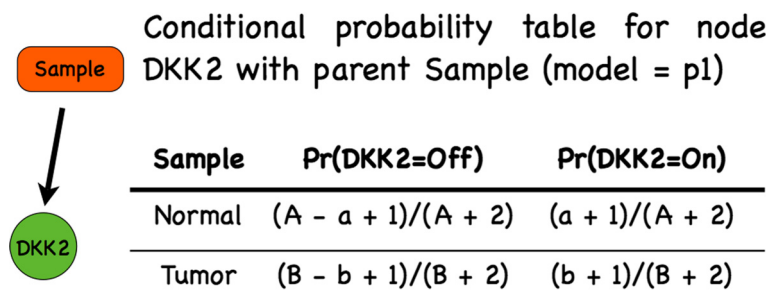 Conditional probability table for node
DKK2 with parent Sample (model = p1)
Sample
Sample Pr(DKK2=Off) Pr(DKK2=On)
Normal (A - a + 1)/(A + 2) (a + 1)/(A + 2)
DKK2
Tumor (B - b + 1)/(B + 2) (b + 1)/(B + 2)